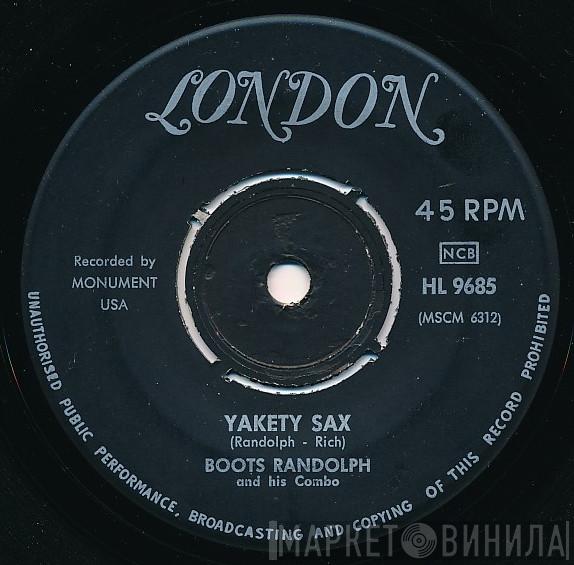 LONDON
45 RPM
NCB
HL 9685
(MSCM 6312)
Recorded by
MONUMENT
USA
YAKETY SAX
(Randolph - Rich)
BOOTS RANDOLPH
and his Combo
UNAUTHORISED PUBLIC PERFORMANCE, BROADCASTING AND COPYING OF THIS RECORD PROHIBITED
МАРКЕТ ВИНИЛА